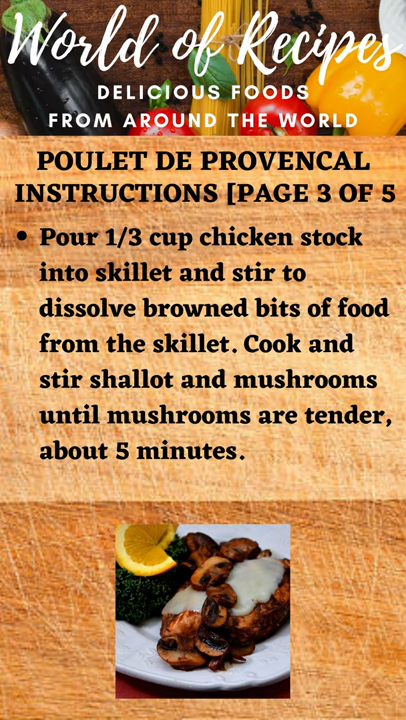 World of Recipes
DELICIOUS FOODS
FROM AROUND THE WORLD
POULET DE PROVENCAL
INSTRUCTIONS [PAGE 3 OF 5
• Pour 1/3 cup chicken stock
into skillet and stir to
dissolve browned bits of food
from the skillet. Cook and
stir shallot and mushrooms
until mushrooms are tender,
about 5 minutes.